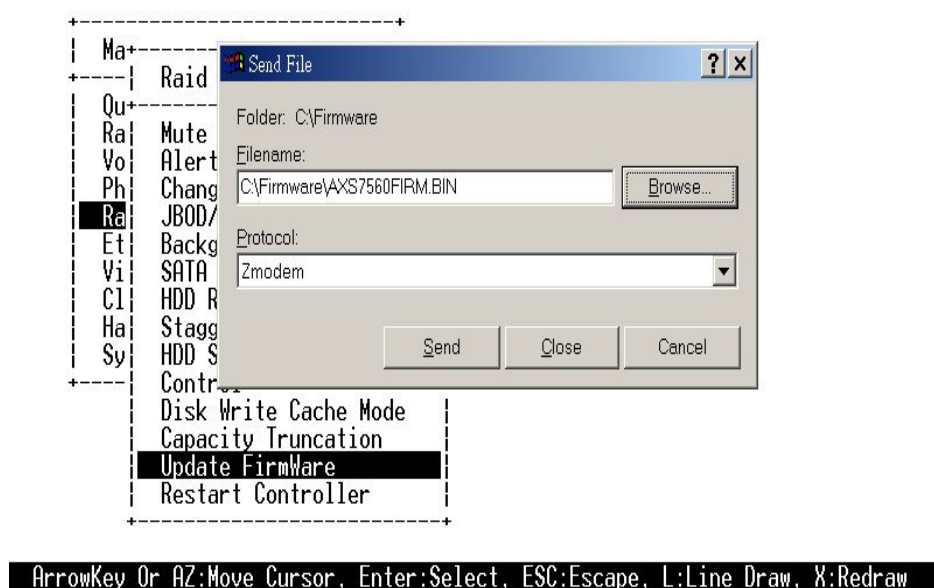 Ma
Raid
Qu
Ra
Vo
Ph
Ra
Et
Vi
Cl
Ha
Sy
Mute
Alert
Chang
JBOD/
Backg
SATA
HDD R
Stagg
HDD S
Contr
Disk Write Cache Mode
Capacity Truncation
Update FirmWare
Restart Controller
Send File
Folder: C:\Firmware
Filename:
C:\Firmware\AXS7560FIRM.BIN
Browse...
Protocol:
Zmodem
Send
Close
Cancel
ArrowKey Or AZ:Move Cursor, Enter:Select, ESC:Escape, L:Line Draw, X:Redraw